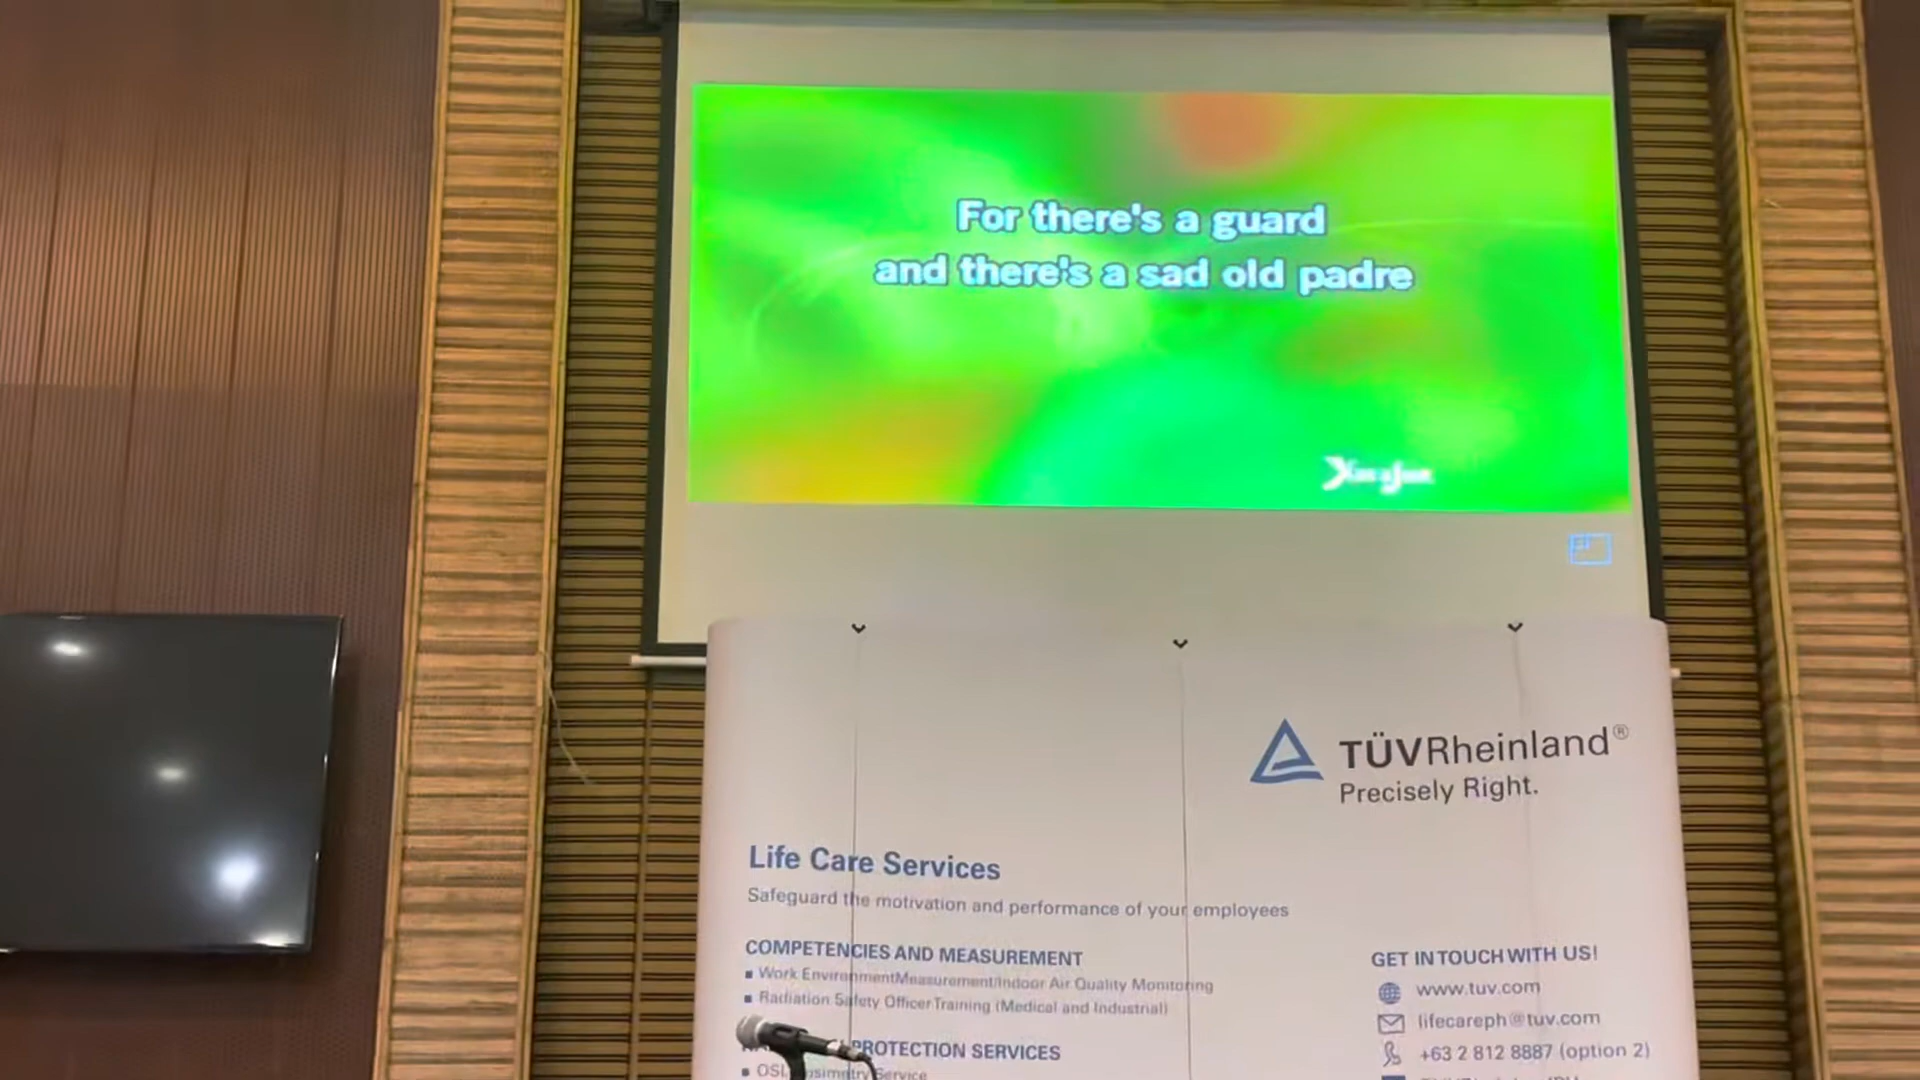 For there's a guard
and there's a sad old padre
TÜVRheinland®
Precisely Right.
Life Care Services
Safeguard the motivation and performance of your employees
COMPETENCIES AND MEASUREMENT
Work EnvironmentMeasurement/Indoor Air Quality Monitoring
Radiation Safety Officer Training (Medical and Industrial)
PROTECTION SERVICES
Service
GET IN TOUCH WITH US!
www.tuv.com
lifecareph@tuv.com
+63 2 812 8887 (option 2)